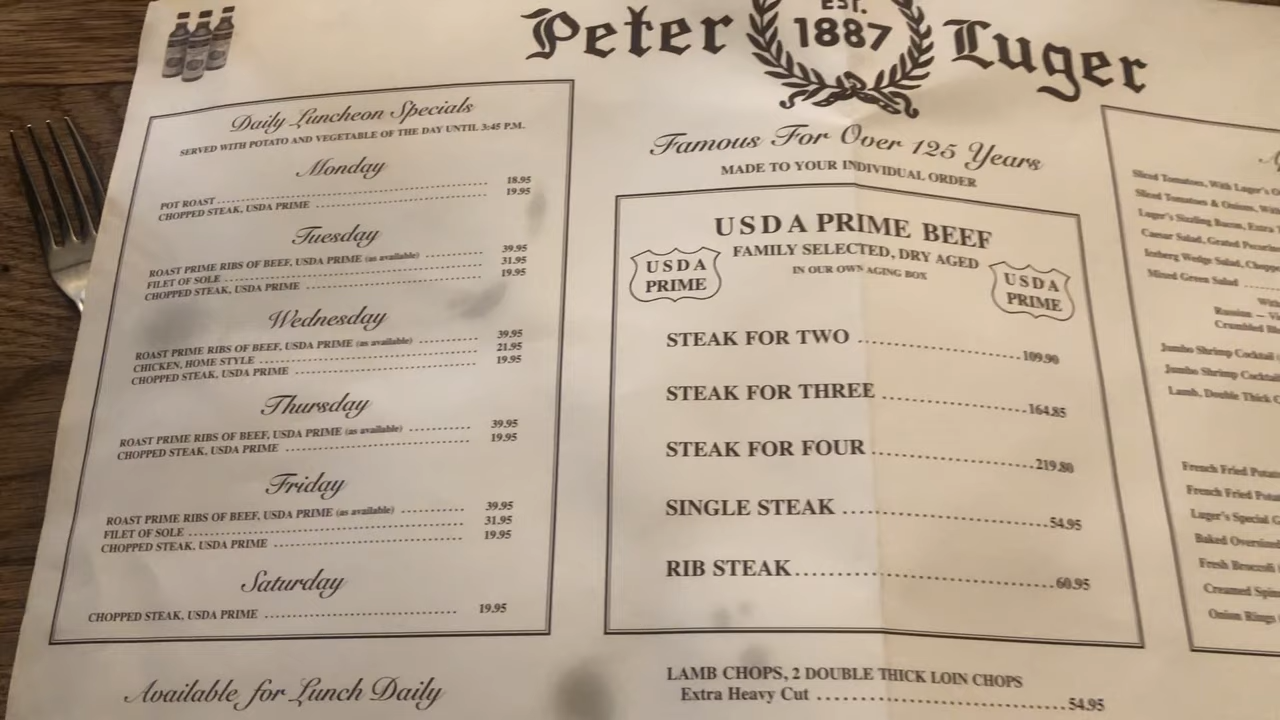 Peter Luger
EST.
1887
Famous For Over 125 Years
MADE TO YOUR INDIVIDUAL ORDER
Daily Luncheon Specials
SERVED WITH POTATO AND VEGETABLE OF THE DAY UNTIL 3:45 P.M.
Monday
POT ROAST 18.95
CHOPPED STEAK, USDA PRIME 19.95
Tuesday
ROAST PRIME RIBS OF BEEF, USDA PRIME (as available) 39.95
FILET OF SOLE 31.95
CHOPPED STEAK, USDA PRIME 19.95
Wednesday
ROAST PRIME RIBS OF BEEF, USDA PRIME (as available) 39.95
CHICKEN, HOME STYLE 21.95
CHOPPED STEAK, USDA PRIME 19.95
Thursday
ROAST PRIME RIBS OF BEEF, USDA PRIME (as available) 39.95
CHOPPED STEAK, USDA PRIME 19.95
Friday
ROAST PRIME RIBS OF BEEF, USDA PRIME (as available) 39.95
FILET OF SOLE 31.95
CHOPPED STEAK, USDA PRIME 19.95
Saturday
CHOPPED STEAK, USDA PRIME 19.95
Available for Lunch Daily
USDA PRIME BEEF
FAMILY SELECTED, DRY AGED
IN OUR OWN AGING BOX
USDA
PRIME
USDA
PRIME
STEAK FOR TWO 109.90
STEAK FOR THREE 164.85
STEAK FOR FOUR 219.80
SINGLE STEAK 54.95
RIB STEAK 60.95
LAMB CHOPS, 2 DOUBLE THICK LOIN CHOPS
Extra Heavy Cut 54.95
Sliced Tomatoes, With Luger's
Sliced Tomatoes & Onions,
Luger's Sizzling Bacon, Extra
Caesar Salad, Grated
Iceberg Wedge Salad,
Mixed Green Salad
Russian
Crumbled
Jumbo Shrimp Cocktail
Jumbo Shrimp Cocktail
Lamb, Double Thick
French Fried
French Fried
Luger's Special
Baked
Fresh Broccoli
Creamed
Onion Rings